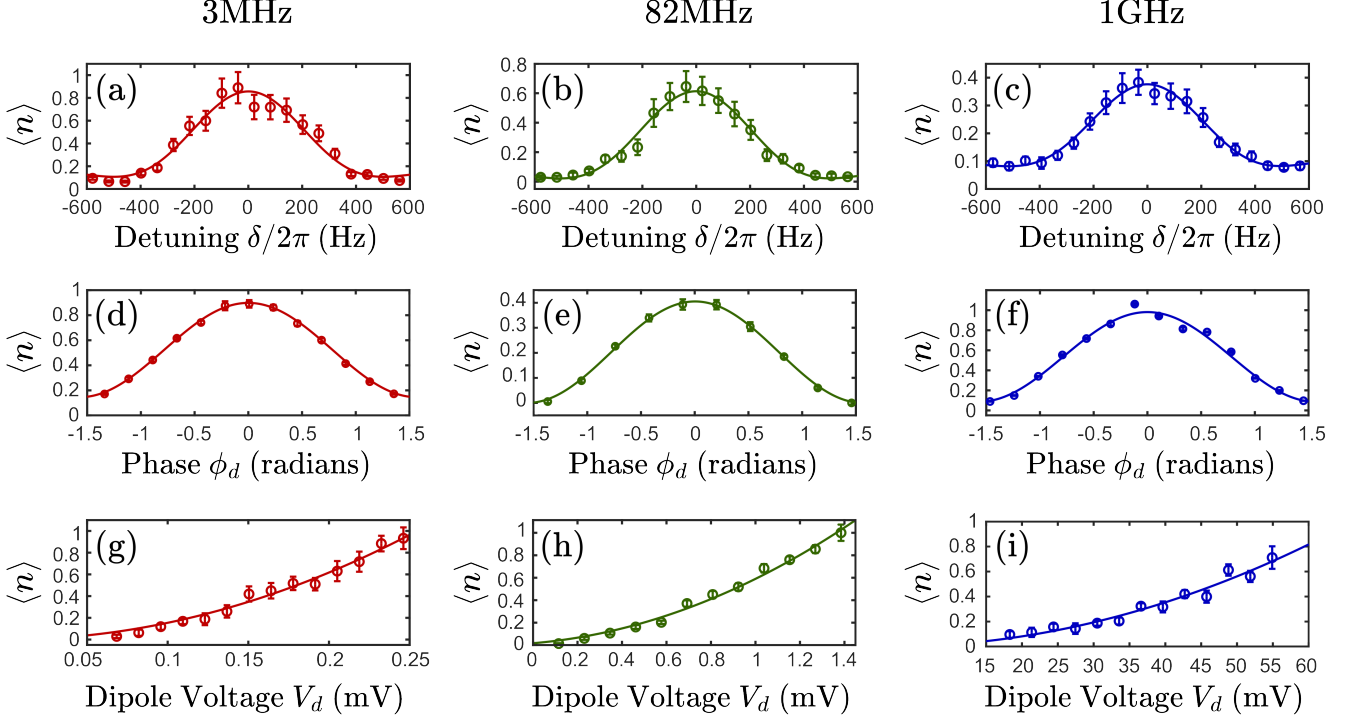 3MHz 82MHz 1GHz
(a) (b) (c)
⟨n⟩ ⟨n⟩ ⟨n⟩
1 0.8 0.6 0.4 0.2 0
0.8 0.6 0.4 0.2 0
0.4 0.3 0.2 0.1 0
-600 -400 -200 0 200 400 600 -600 -400 -200 0 200 400 600 -600 -400 -200 0 200 400 600
Detuning δ/2π (Hz) Detuning δ/2π (Hz) Detuning δ/2π (Hz)
(d) (e) (f)
⟨n⟩ ⟨n⟩ ⟨n⟩
1 0.8 0.6 0.4 0.2 0
0.4 0.3 0.2 0.1 0
1 0.8 0.6 0.4 0.2 0
-1.5 -1 -0.5 0 0.5 1 1.5 -1.5 -1 -0.5 0 0.5 1 1.5 -1.5 -1 -0.5 0 0.5 1 1.5
Phase ϕ_d (radians) Phase ϕ_d (radians) Phase ϕ_d (radians)
(g) (h) (i)
⟨n⟩ ⟨n⟩ ⟨n⟩
1 0.8 0.6 0.4 0.2 0
1 0.8 0.6 0.4 0.2 0
1 0.8 0.6 0.4 0.2 0
0.05 0.1 0.15 0.2 0.25 0 0.2 0.4 0.6 0.8 1 1.2 1.4 15 20 25 30 35 40 45 50 55 60
Dipole Voltage V_d (mV) Dipole Voltage V_d (mV) Dipole Voltage V_d (mV)